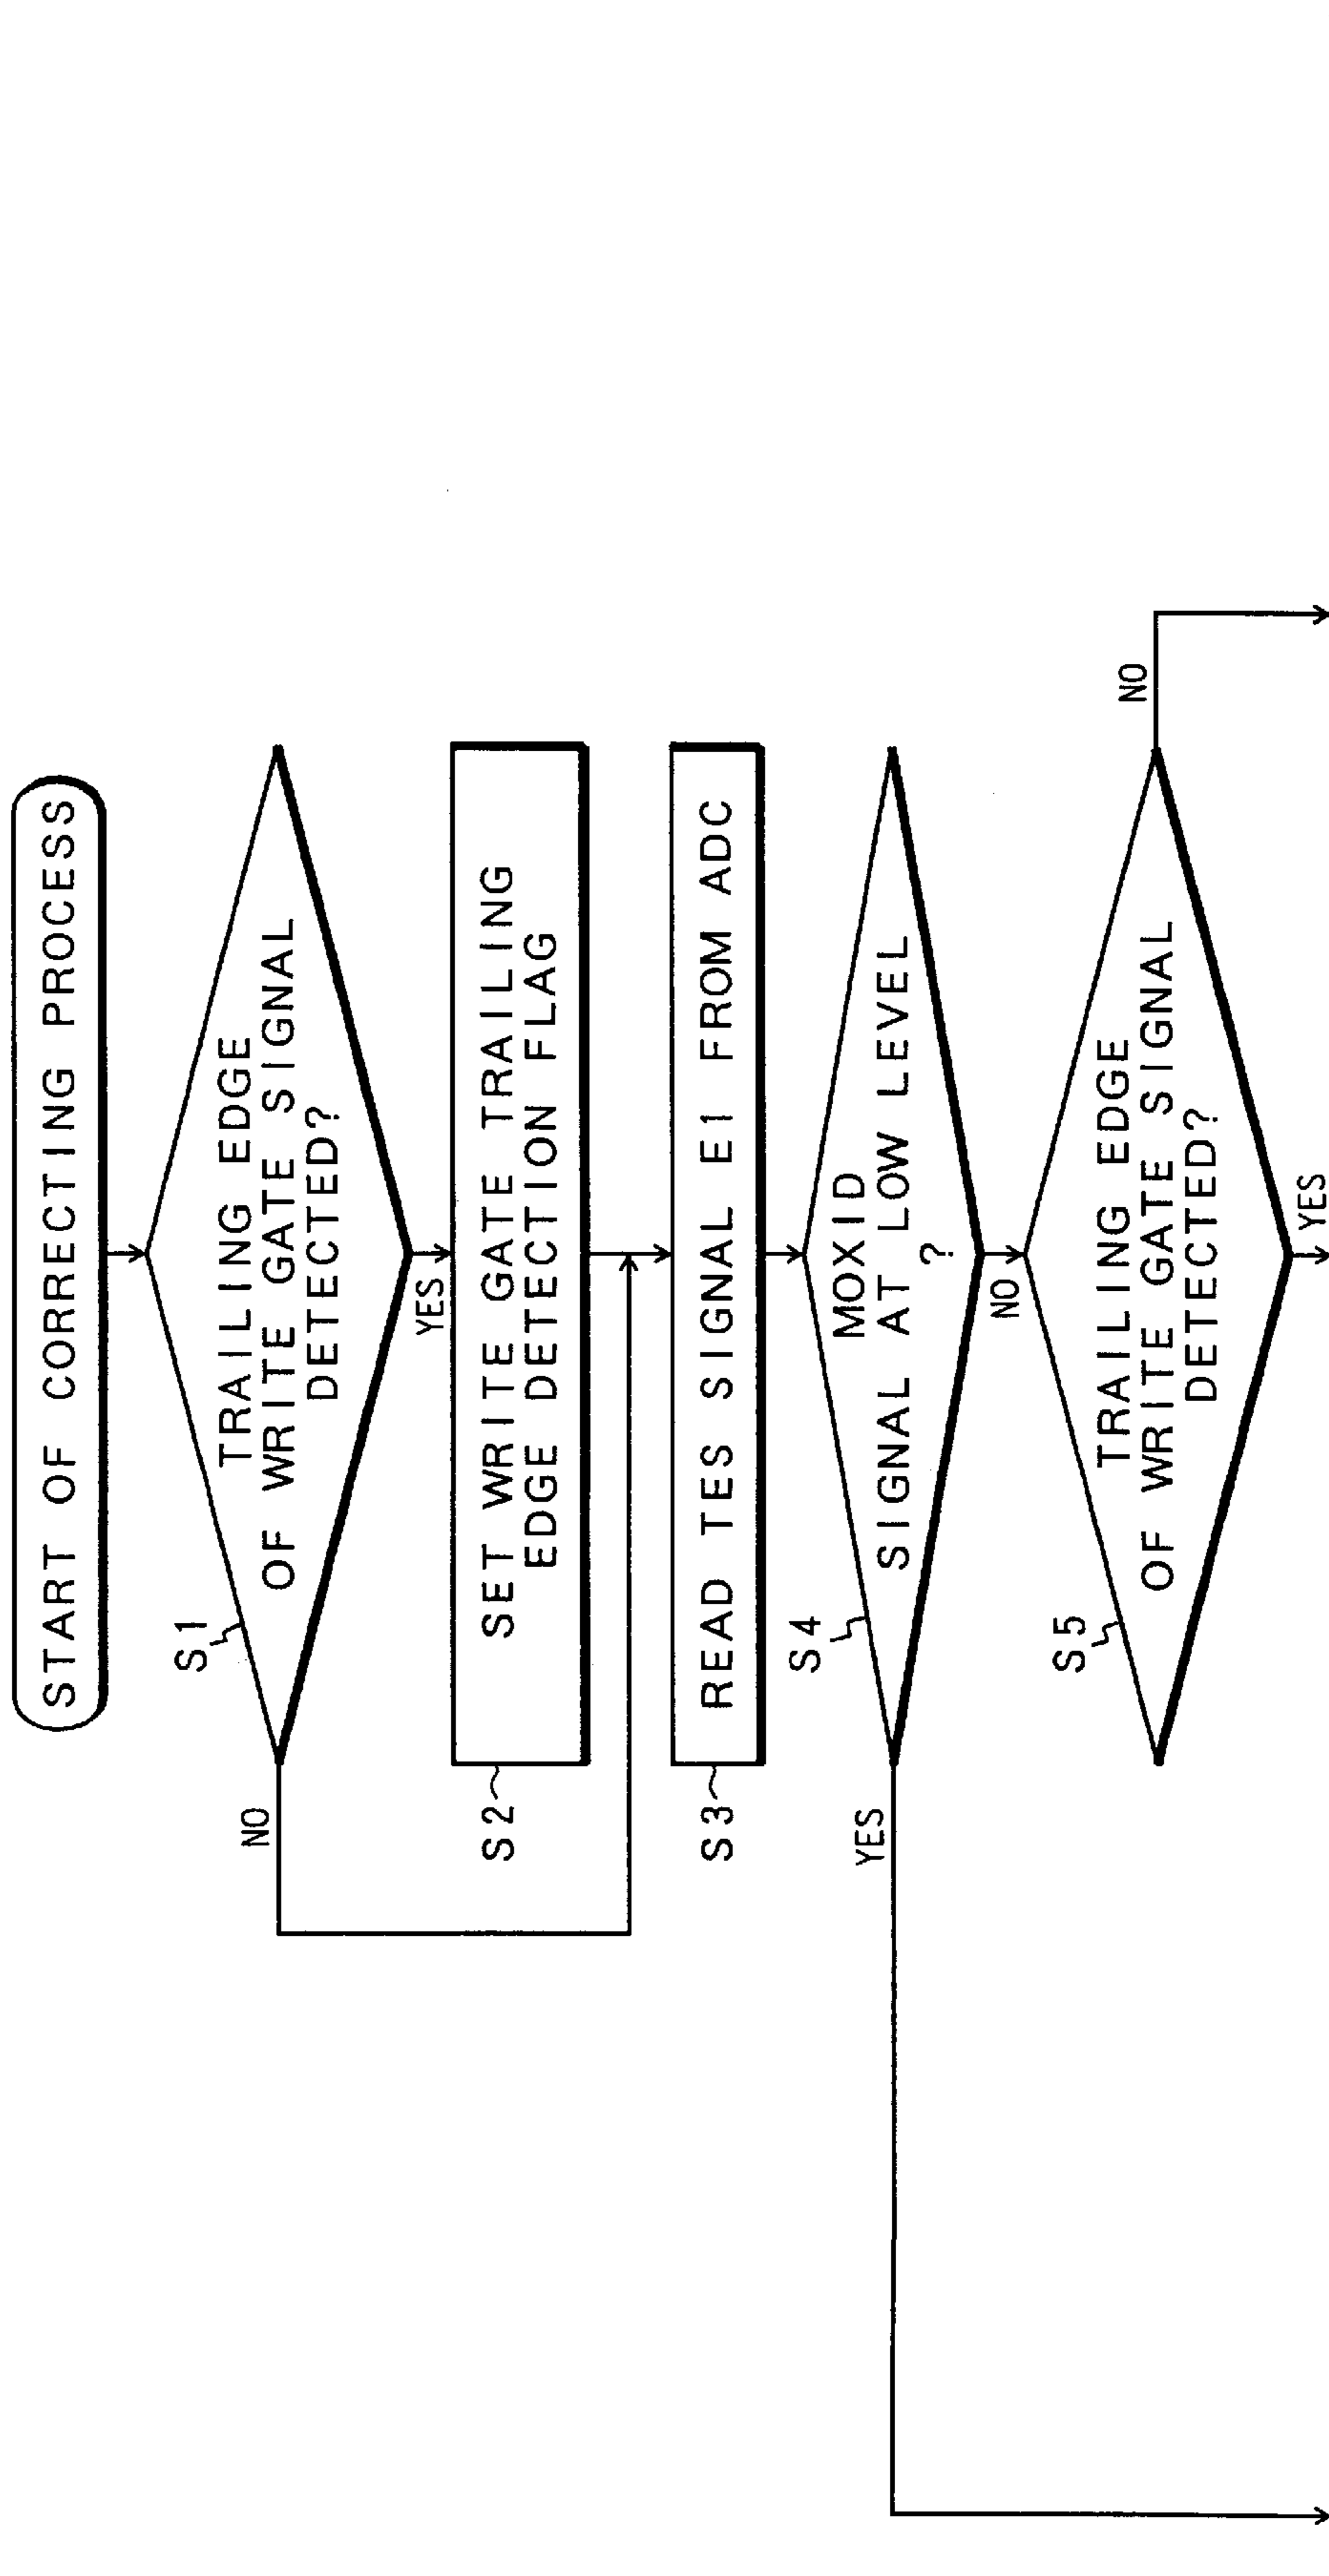 START OF CORRECTING PROCESS
S1
TRAILING EDGE
OF WRITE GATE SIGNAL
DETECTED?
NO
YES
S2
SET WRITE GATE TRAILING
EDGE DETECTION FLAG
S3
READ TES SIGNAL E1 FROM ADC
S4
MOXID
SIGNAL AT LOW LEVEL
?
YES
NO
S5
TRAILING EDGE
OF WRITE GATE SIGNAL
DETECTED?
NO
YES